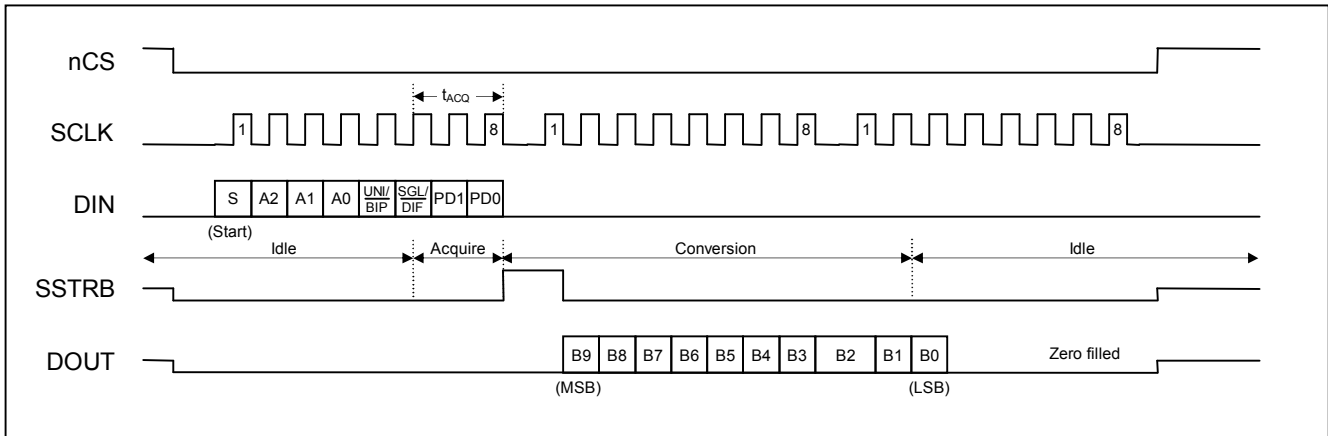 nCS
tACQ
SCLK
1 8 1 8 1 8
DIN
S A2 A1 A0 UNI/ SGL/ PD1 PD0
BIP DIF
(Start)
Idle Acquire Conversion Idle
SSTRB
DOUT
B9 B8 B7 B6 B5 B4 B3 B2 B1 B0 Zero filled
(MSB) (LSB)